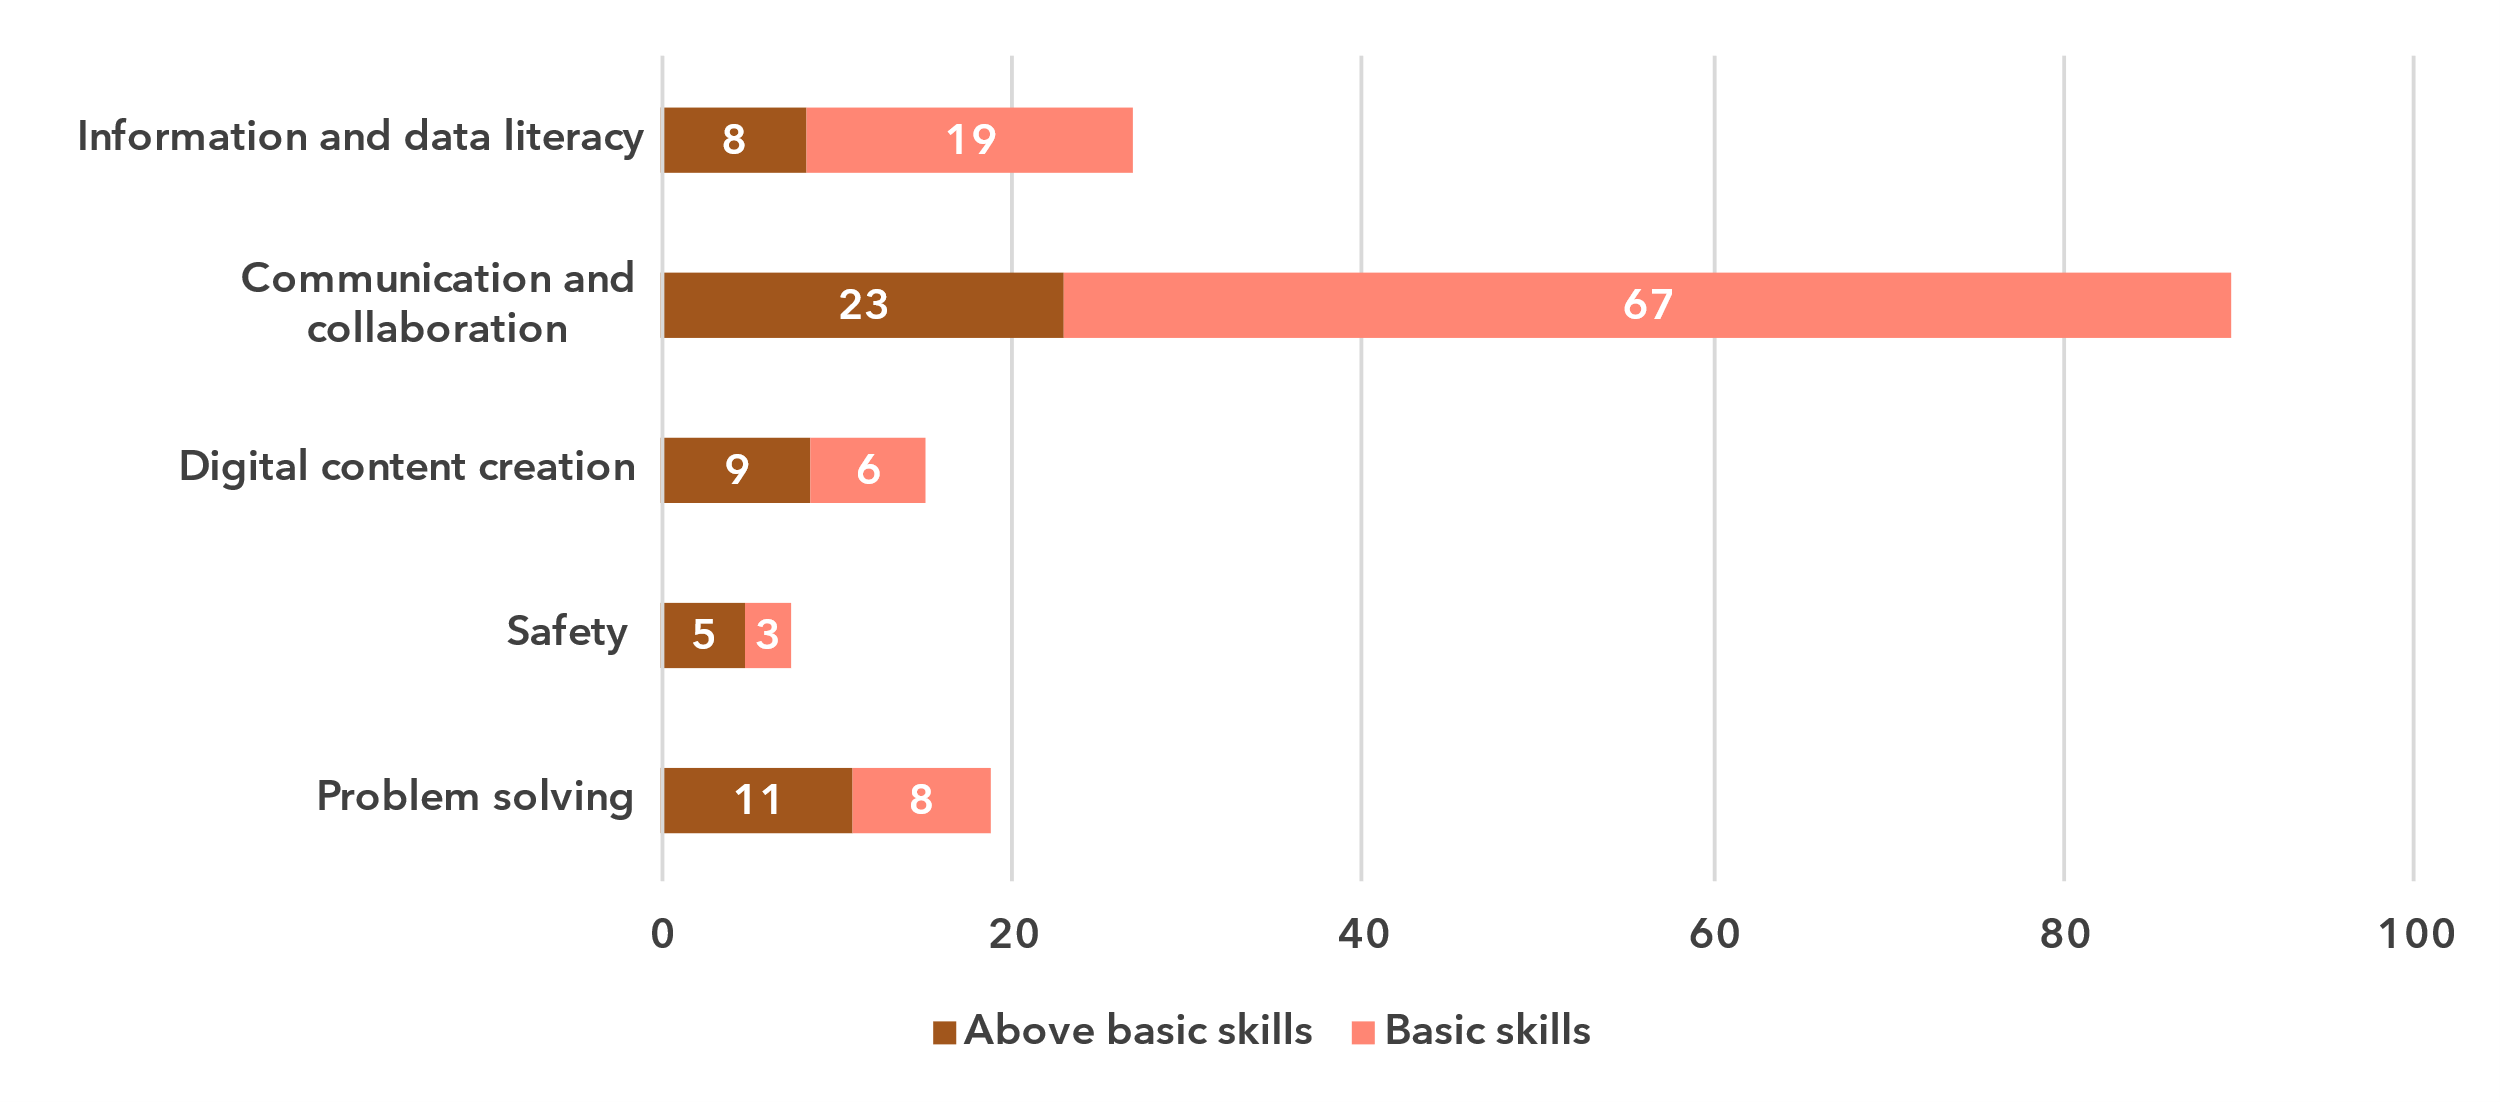 Information and data literacy
8 19
Communication and
collaboration
23 67
Digital content creation
9 6
Safety
5 3
Problem solving
11 8
0 20 40 60 80 100
Above basic skills Basic skills